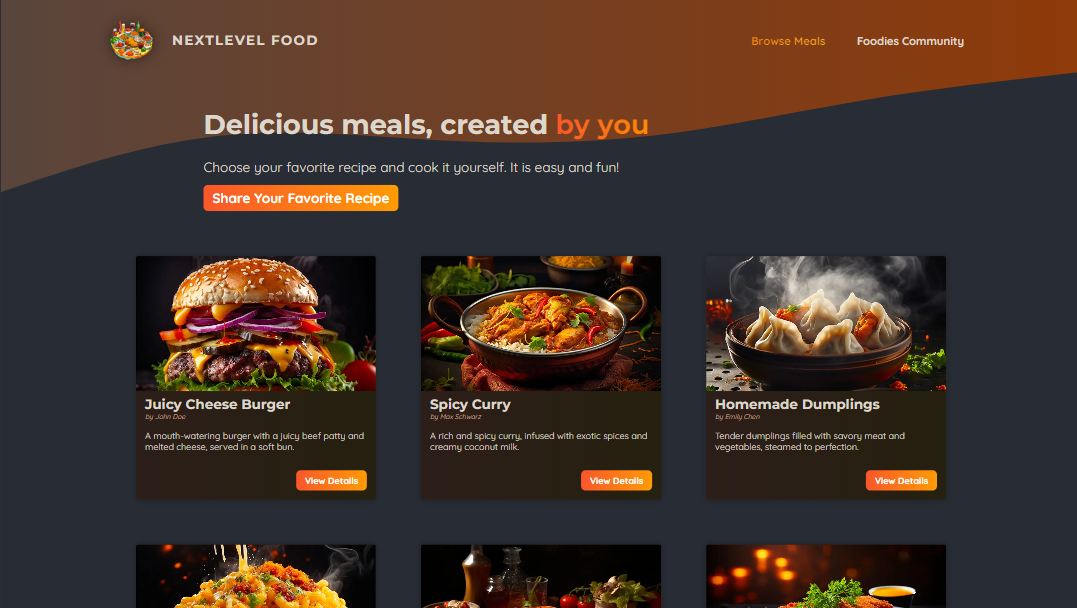 NEXTLEVEL FOOD
Browse Meals
Foodies Community
Delicious meals, created by you
Choose your favorite recipe and cook it yourself. It is easy and fun!
Share Your Favorite Recipe
Juicy Cheese Burger
by John Doe
A mouth-watering burger with a juicy beef patty and
melted cheese, served in a soft bun.
View Details
Spicy Curry
by Max Schwarz
A rich and spicy curry, infused with exotic spices and
creamy coconut milk.
View Details
Homemade Dumplings
by Emily Chen
Tender dumplings filled with savory meat and
vegetables, steamed to perfection.
View Details